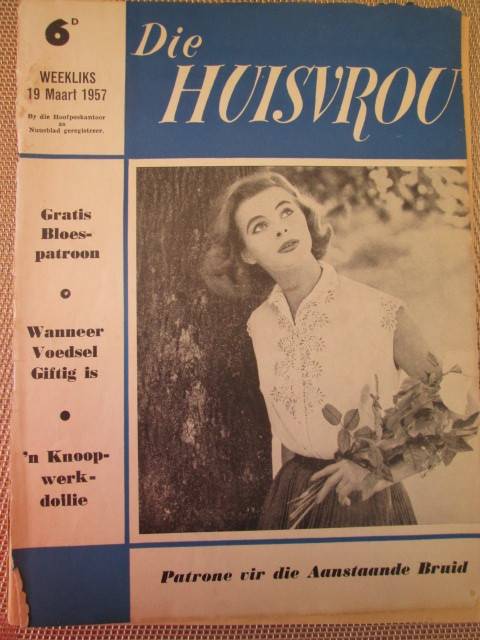 6D
WEEKLIKS
19 Maart 1957
By die Hoofposkantoor
as
Nuusblad geregistreer.
Die
HUISVROU
Gratis
Bloes-
patroon
Wanneer
Voedsel
Giftig is
'n Knoop-
werk-
doilie
Patrone vir die Aanstaande Bruid